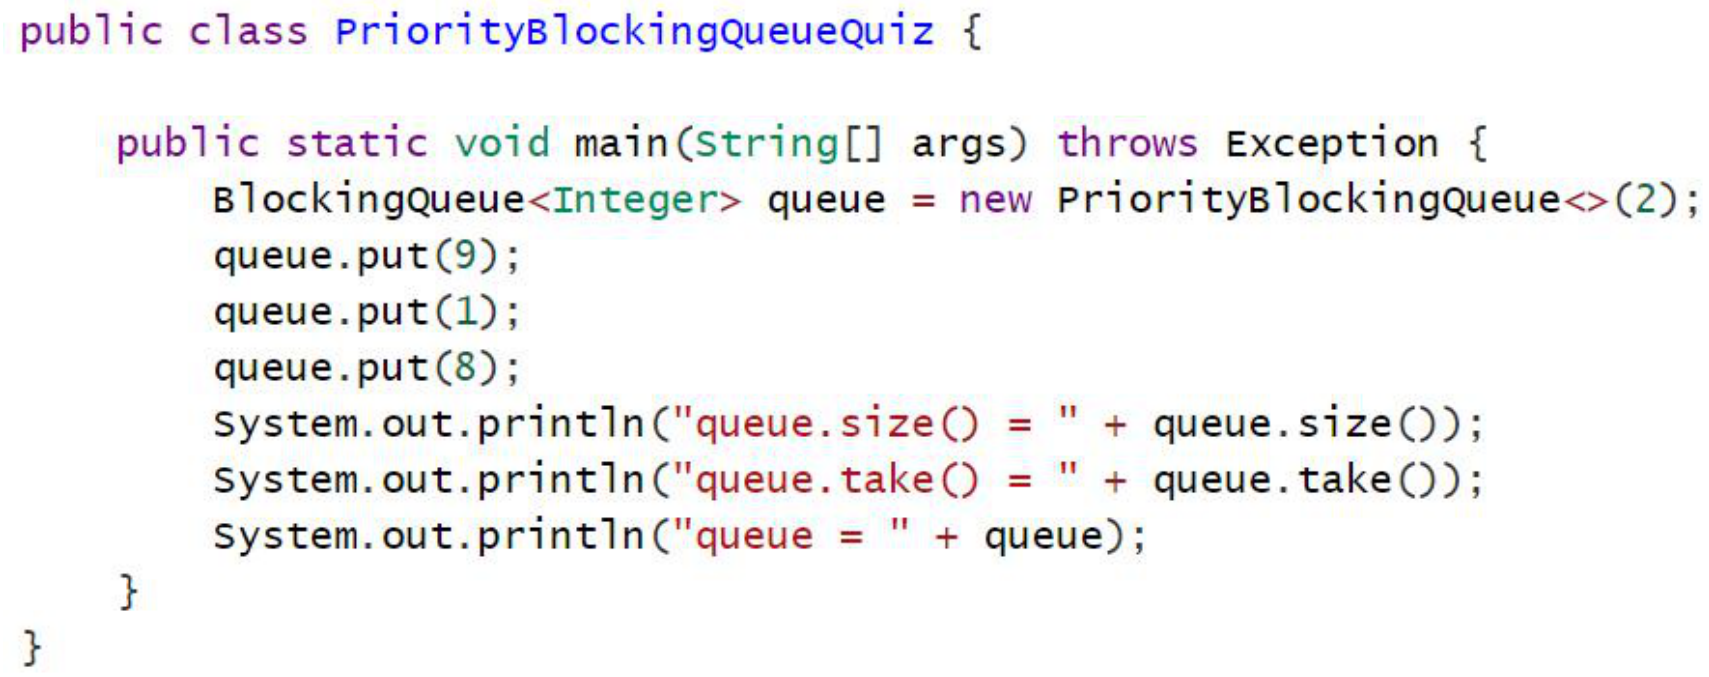 public class PriorityBlockingQueueQuiz {
public static void main(String[] args) throws Exception {
BlockingQueue<Integer> queue = new PriorityBlockingQueue<>(2);
queue.put(9);
queue.put(1);
queue.put(8);
System.out.println("queue.size() = " + queue.size());
System.out.println("queue.take() = " + queue.take());
System.out.println("queue = " + queue);
}
}